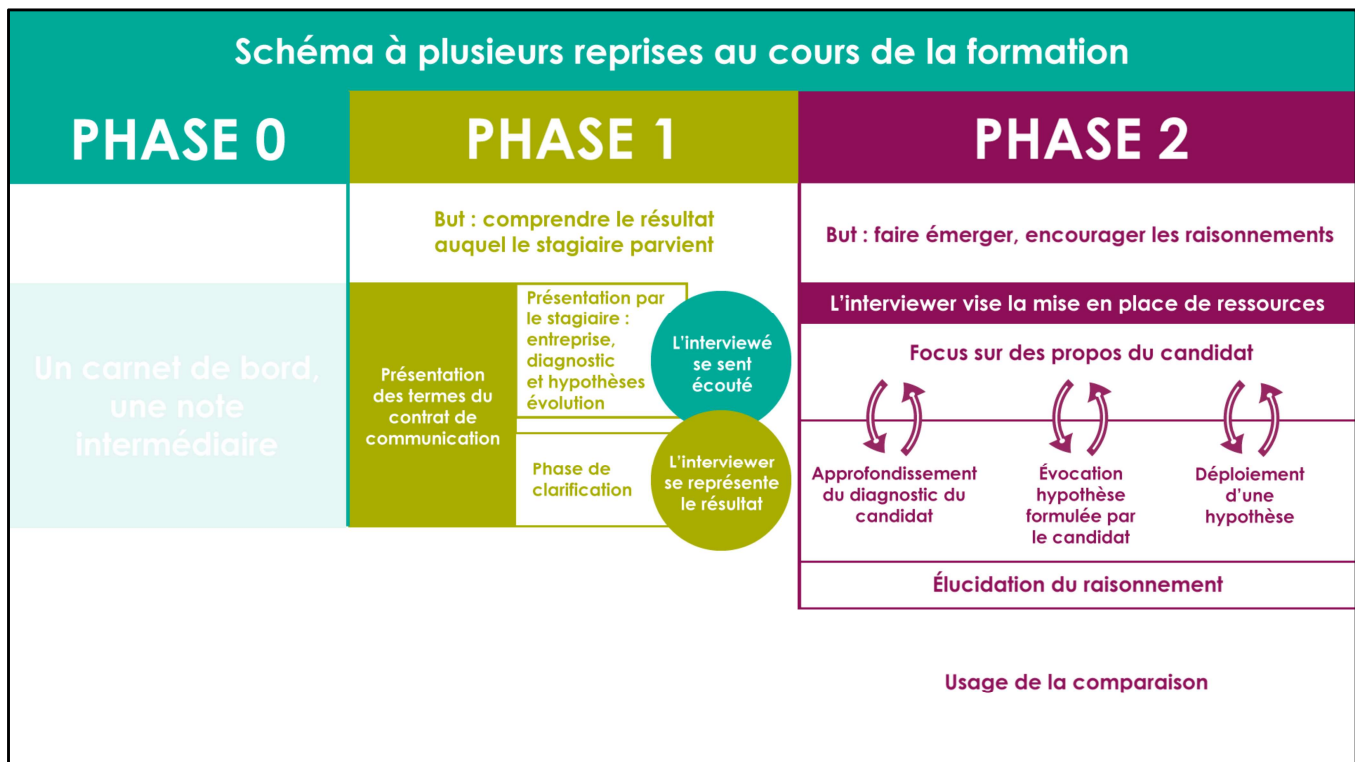 Schéma à plusieurs reprises au cours de la formation
PHASE 0
PHASE 1
PHASE 2
But : comprendre le résultat
auquel le stagiaire parvient
But : faire émerger, encourager les raisonnements
Un carnet de bord,
une note
intermédiaire
Présentation
des termes du
contrat de
communication
Présentation par
le stagiaire :
entreprise,
diagnostic
et hypothèses
évolution
L'interviewé
se sent
écouté
Phase de
clarification
L'interviewer
se représente
le résultat
L'interviewer vise la mise en place de ressources
Focus sur des propos du candidat
Approfondissement
du diagnostic du
candidat
Évocation
hypothèse
formulée par
le candidat
Déploiement
d'une
hypothèse
Élucidation du raisonnement
Usage de la comparaison